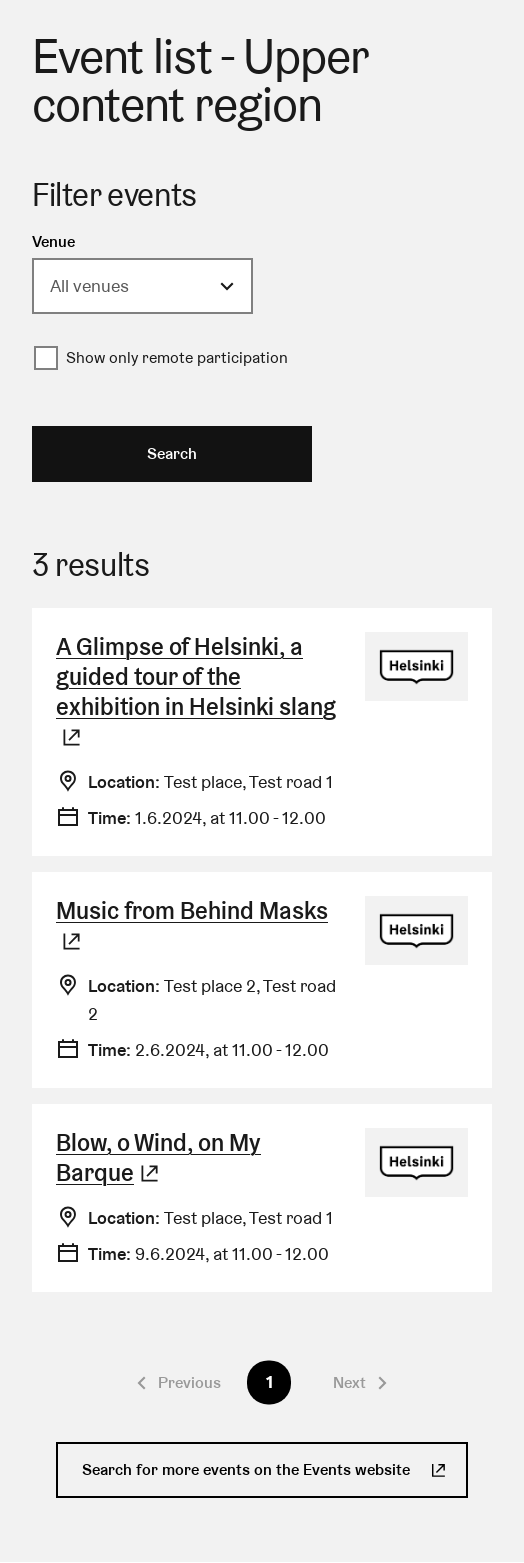 Event list - Upper
content region
Filter events
Venue
All venues
Show only remote participation
Search
3 results
A Glimpse of Helsinki, a
guided tour of the
exhibition in Helsinki slang
Helsinki
Location: Test place, Test road 1
Time: 1.6.2024, at 11.00 - 12.00
Music from Behind Masks
Helsinki
Location: Test place 2, Test road
2
Time: 2.6.2024, at 11.00 - 12.00
Blow, o Wind, on My
Barque
Helsinki
Location: Test place, Test road 1
Time: 9.6.2024, at 11.00 - 12.00
Previous 1 Next
Search for more events on the Events website